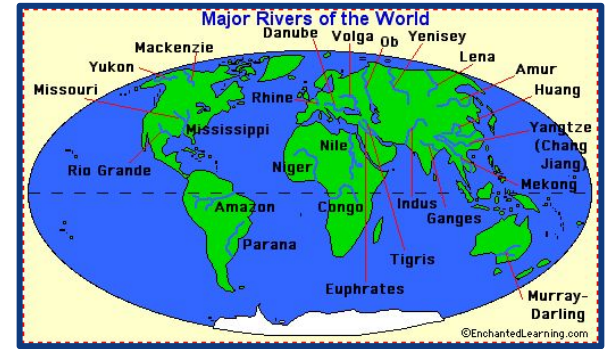 Major Rivers of the World
Danube
Volga
Ob
Yenisey
Mackenzie
Lena
Yukon
Amur
Missouri
Rhine
Huang
Mississippi
Yangtze
(Chang
Jiang)
Nile
Rio Grande
Niger
Mekong
Amazon
Congo
Indus
Ganges
Parana
Tigris
Euphrates
Murray-
Darling
©EnchantedLearning.com